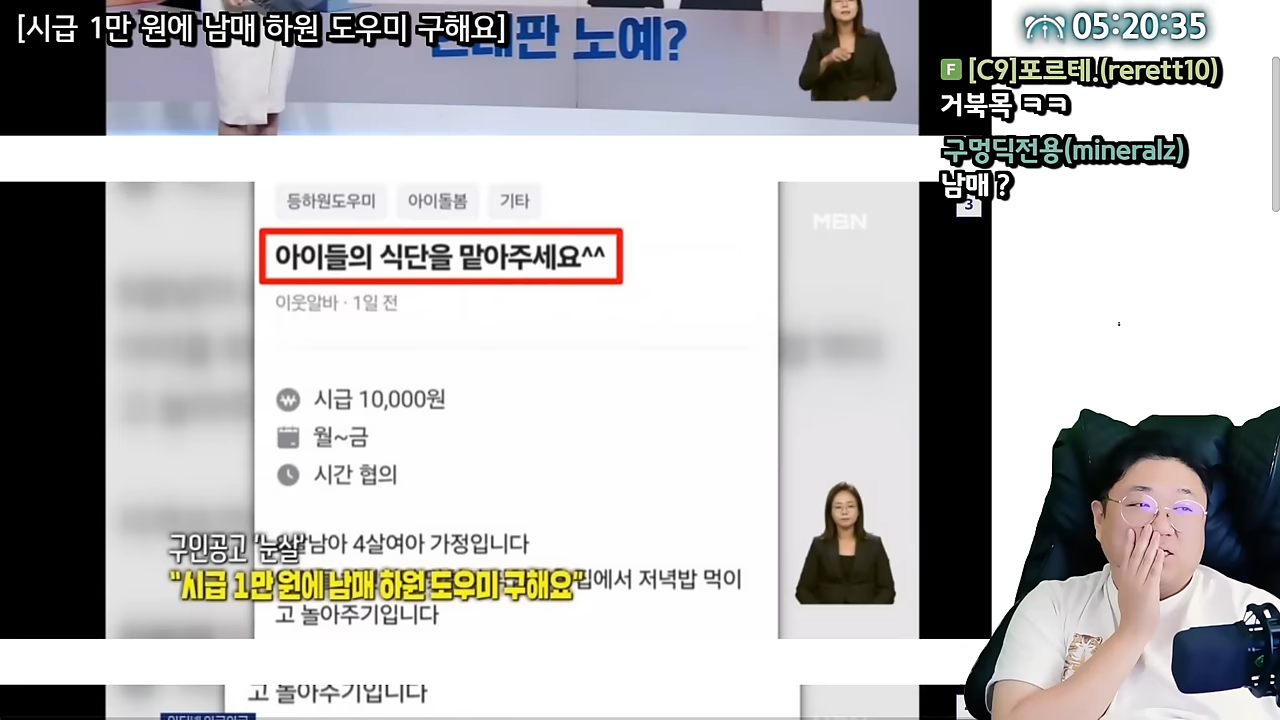 [시급 1만 원에 남매 하원 도우미 구해요]
판 노예?
05:20:35
F [C9]포르테.(rerett10)
거북목 ㅋㅋ
구멍딕전용(mineralz)
남매 ?
3
등하원도우미 아이돌봄 기타
MBN
아이들의 식단을 맡아주세요^^
이웃알바 · 1일 전
시급 10,000원
월~금
시간 협의
남아 4살여아 가정입니다
구인공고 '눈살'
집에서 저녁밥 먹이
"시급 1만 원에 남매 하원 도우미 구해요"
고 놀아주기입니다
고 놀아주기입니다